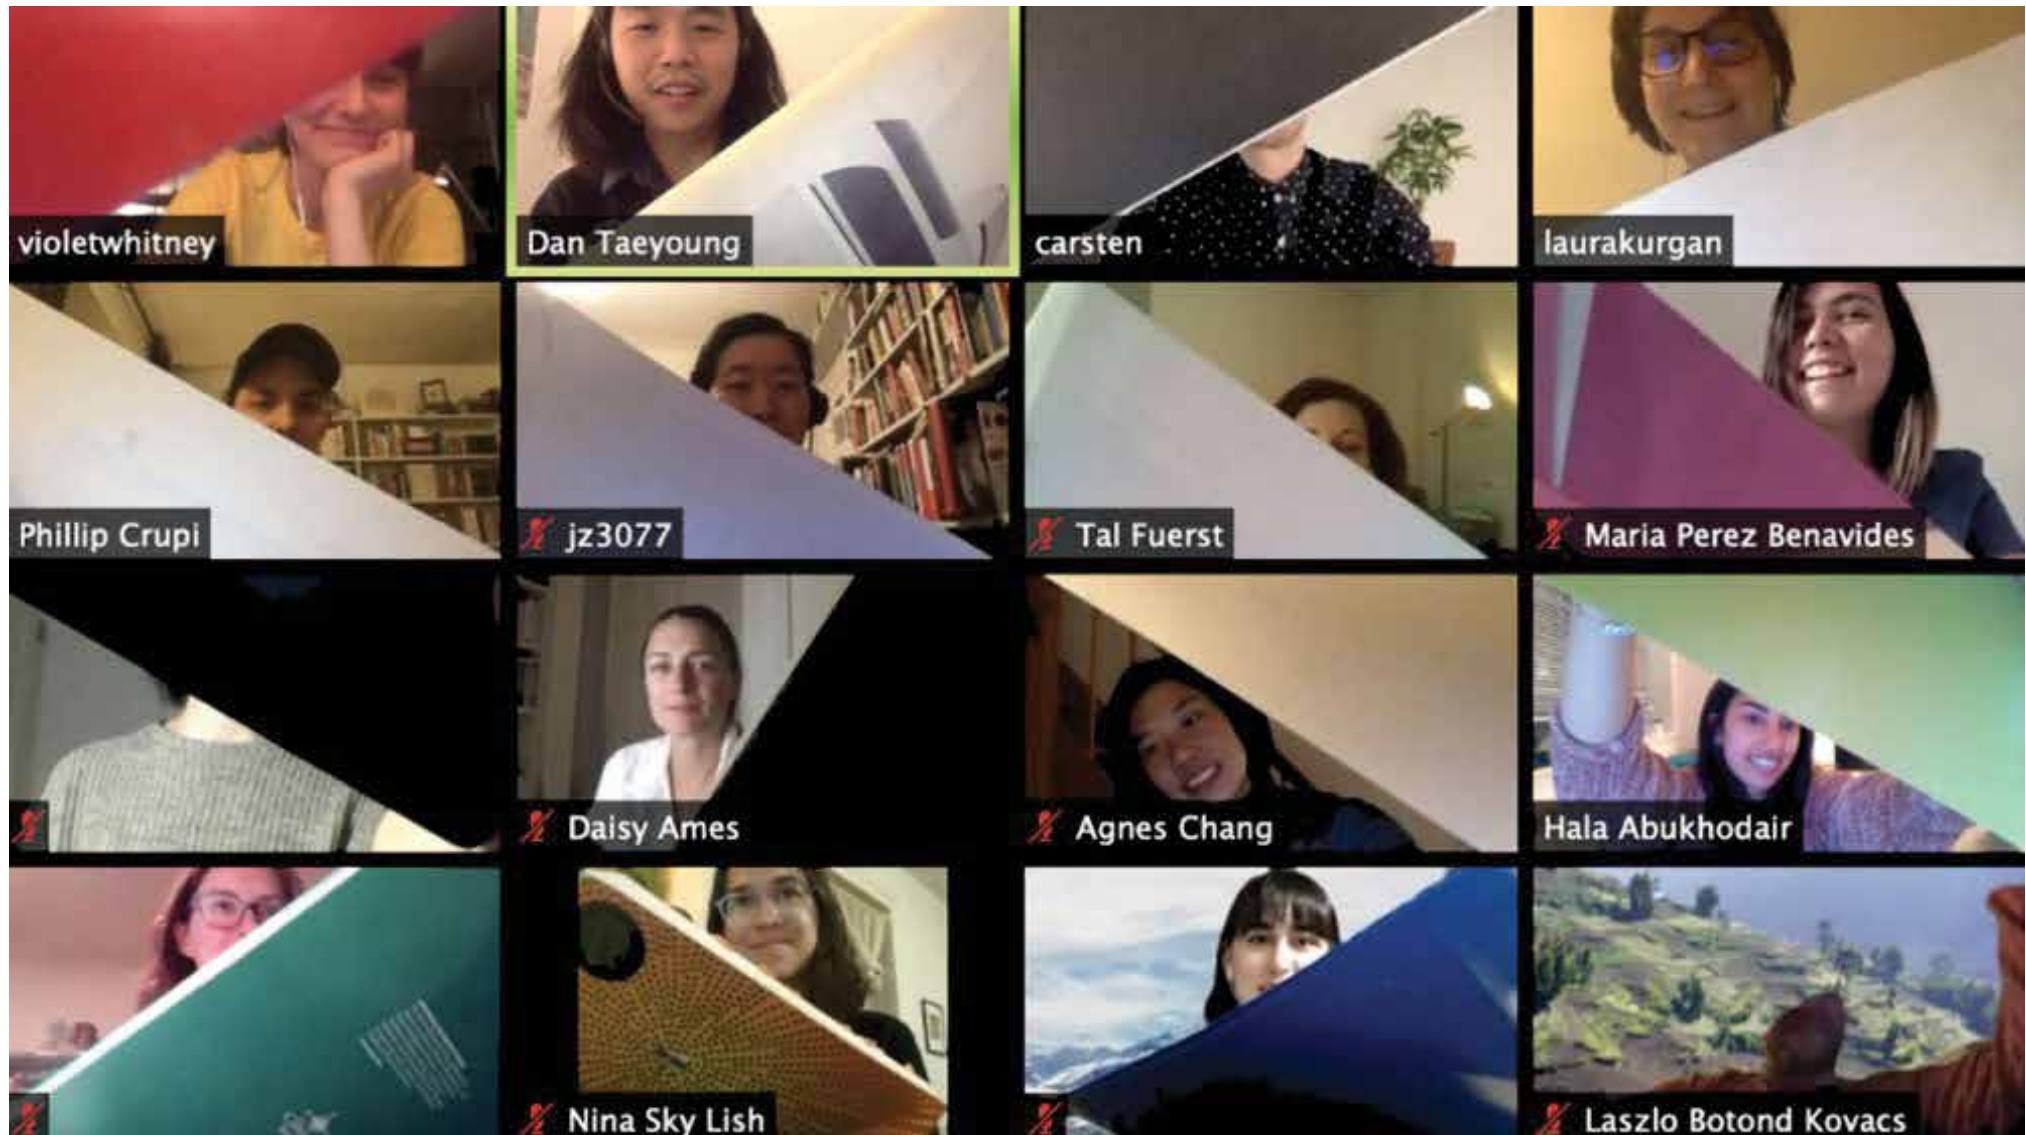 violetwhitney
Dan Taeyoung
carsten
laurakurgan
Phillip Crupi
jz3077
Tal Fuerst
Maria Perez Benavides
Daisy Ames
Agnes Chang
Hala Abukhodair
Nina Sky Lish
Laszlo Botond Kovacs